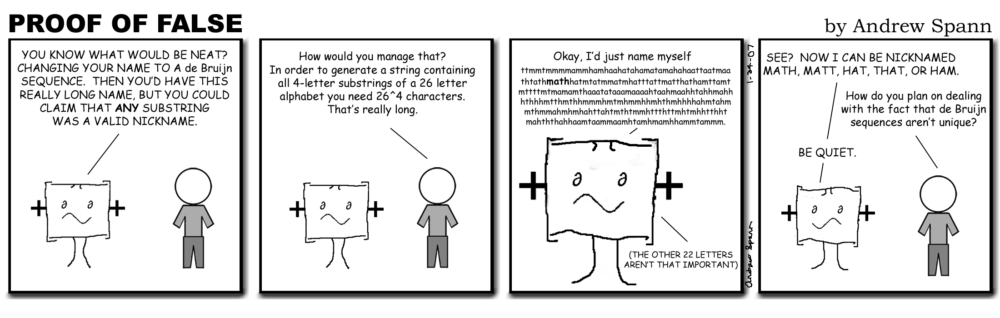 PROOF OF FALSE
by Andrew Spann
YOU KNOW WHAT WOULD BE NEAT?
CHANGING YOUR NAME TO A de Bruijn
SEQUENCE. THEN YOU'D HAVE THIS
REALLY LONG NAME, BUT YOU COULD
CLAIM THAT ANY SUBSTRING
WAS A VALID NICKNAME.
How would you manage that?
In order to generate a string containing
all 4-letter substrings of a 26 letter
alphabet you need 26^4 characters.
That's really long.
Okay, I'd just name myself
ttmmtmmmmammhamhaahatahamatamahahaattaatmaa
thtathmathhatmtatmmatmhatttattmatthathamttamt
mttttmtmamamthaaatataaamaaaahtaahmaahhtahhmahh
hthhhmtthmthhmmmhmtmhmmhhmhthmhhhhahmtahm
mthmmahmhmhahttahtmthtmmhttthttmhtmhhtthht
mahththahhaamtaammaamhtamhmamhhammtammm.
(THE OTHER 22 LETTERS
AREN'T THAT IMPORTANT)
1-24-07
Andrew Spann
SEE? NOW I CAN BE NICKNAMED
MATH, MATT, HAT, THAT, OR HAM.
How do you plan on dealing
with the fact that de Bruijn
sequences aren't unique?
BE QUIET.